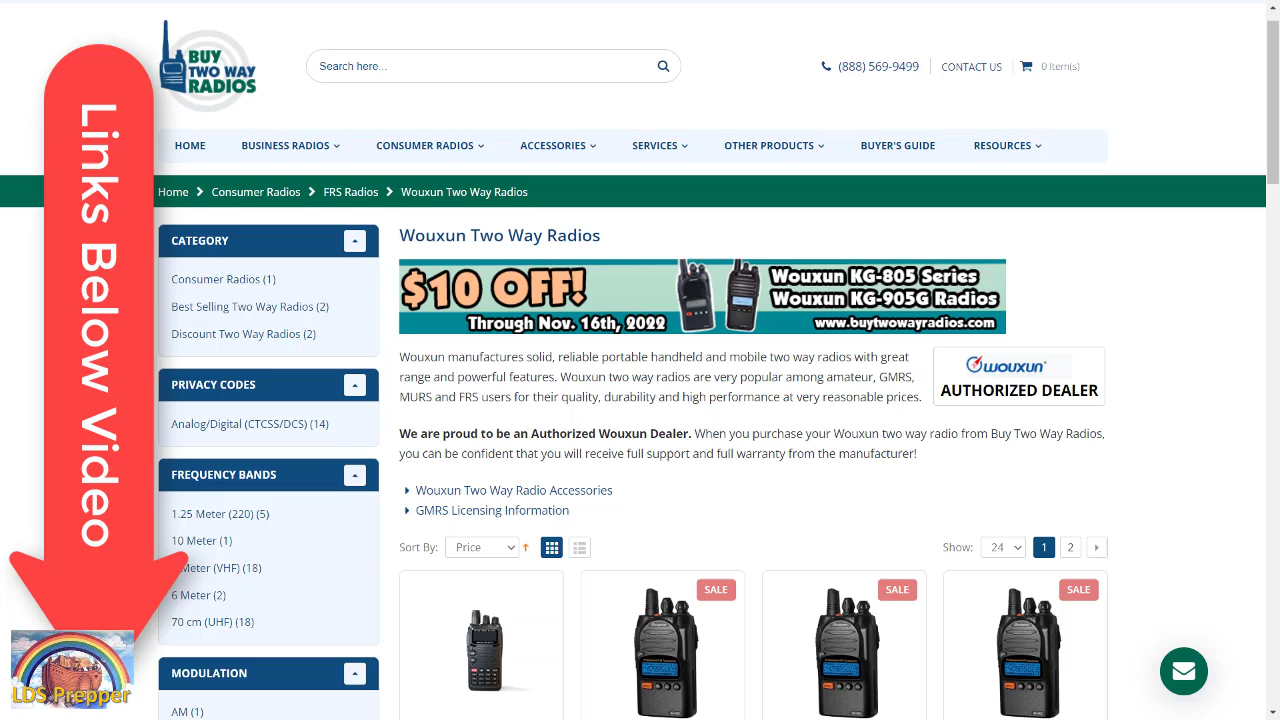 BUY
TWO WAY
RADIOS
Search here...
(888) 569-9499
CONTACT US
0 Item(s)
Links Below Video
HOME
BUSINESS RADIOS
CONSUMER RADIOS
ACCESSORIES
SERVICES
OTHER PRODUCTS
BUYER'S GUIDE
RESOURCES
Home
Consumer Radios
FRS Radios
Wouxun Two Way Radios
CATEGORY
Consumer Radios (1)
Best Selling Two Way Radios (2)
Discount Two Way Radios (2)
PRIVACY CODES
Analog/Digital (CTCSS/DCS) (14)
FREQUENCY BANDS
1.25 Meter (220) (5)
10 Meter (1)
Meter (VHF) (18)
6 Meter (2)
70 cm (UHF) (18)
MODULATION
AM (1)
Wouxun Two Way Radios
$10 OFF!
Through Nov. 16th, 2022
Wouxun KG-805 Series
Wouxun KG-905G Radios
www.buytwowayradios.com
Wouxun manufactures solid, reliable portable handheld and mobile two way radios with great
range and powerful features. Wouxun two way radios are very popular among amateur, GMRS,
MURS and FRS users for their quality, durability and high performance at very reasonable prices.
WOUXUN
AUTHORIZED DEALER
We are proud to be an Authorized Wouxun Dealer. When you purchase your Wouxun two way radio from Buy Two Way Radios,
you can be confident that you will receive full support and full warranty from the manufacturer!
Wouxun Two Way Radio Accessories
GMRS Licensing Information
Sort By:
Price
Show:
24
1
2
SALE
SALE
SALE
LDS Prepper